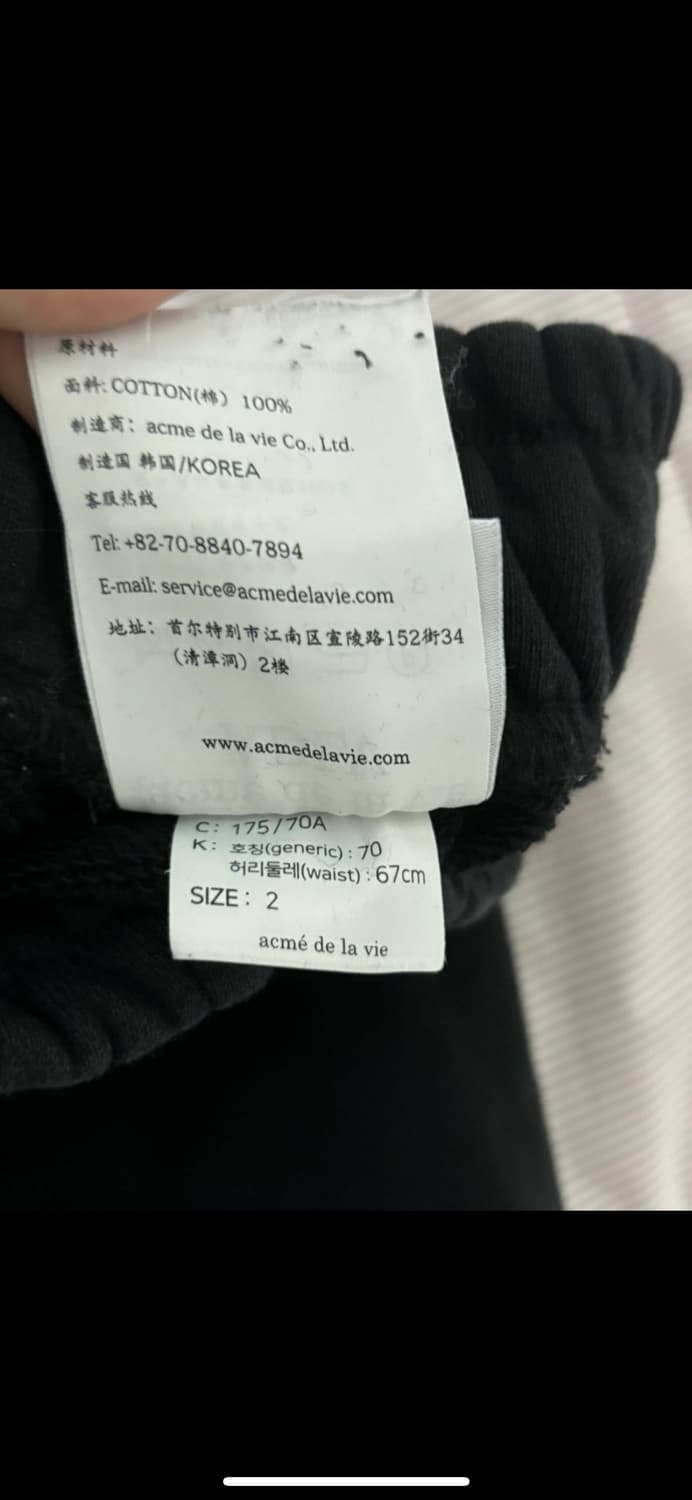 原材料
面料: COTTON(棉) 100%
制造商: acme de la vie Co., Ltd.
制造国 韩国/KOREA
客服热线
Tel: +82-70-8840-7894
E-mail: service@acmedelavie.com
地址: 首尔特别市江南区宣陵路152街34
(清潭洞) 2楼
www.acmedelavie.com
C: 175/70A
K: 호칭(generic) : 70
허리둘레(waist) : 67cm
SIZE : 2
acmé de la vie